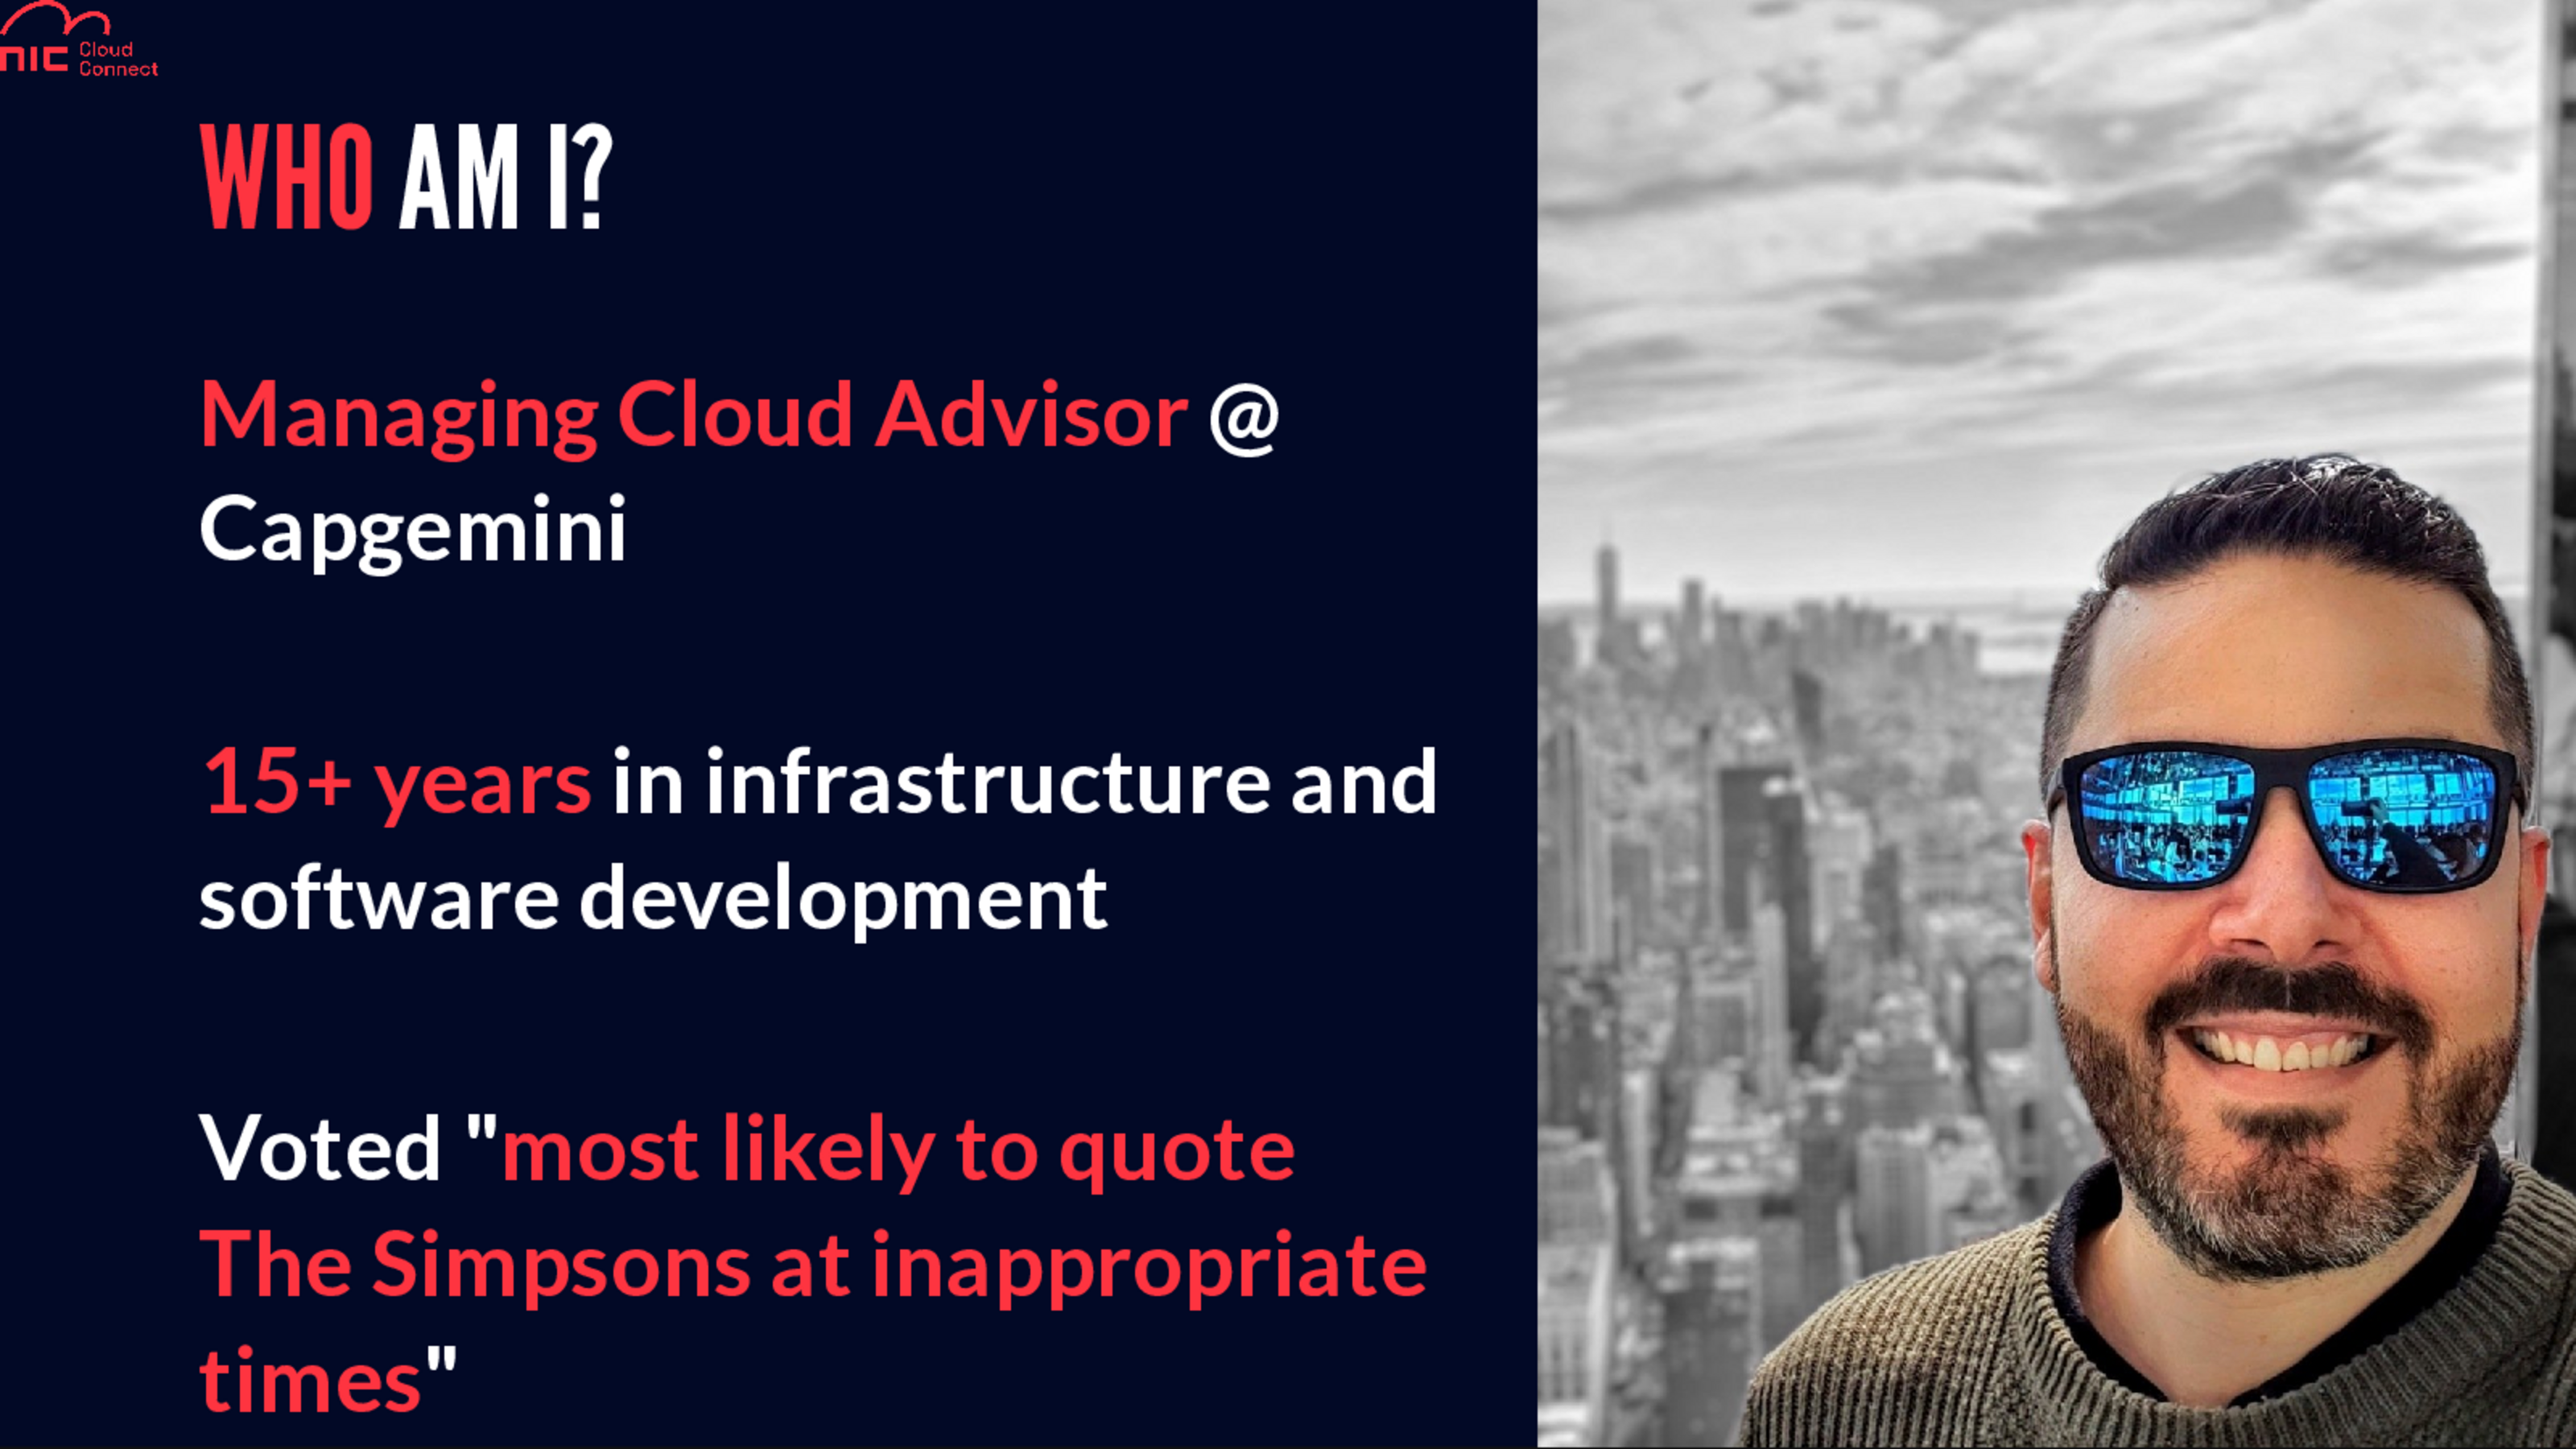 nic Cloud
Connect
WHO AM I?
Managing Cloud Advisor @
Capgemini
15+ years in infrastructure and
software development
Voted "most likely to quote
The Simpsons at inappropriate
times"